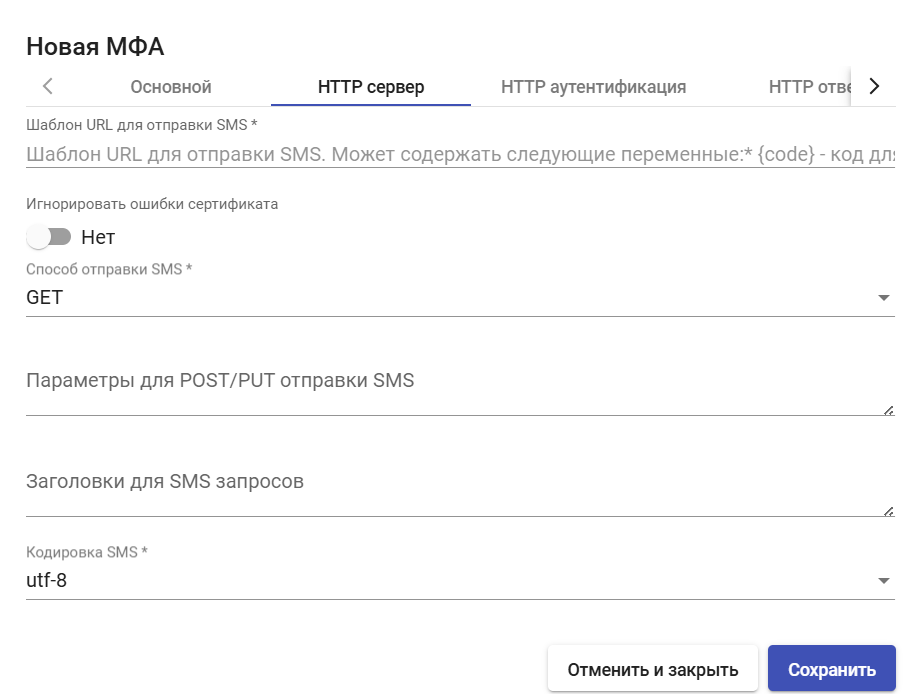 Новая МФА
Основной HTTP сервер HTTP аутентификация HTTP отве
Шаблон URL для отправки SMS *
Шаблон URL для отправки SMS. Может содержать следующие переменные:* {code} - код для
Игнорировать ошибки сертификата
Нет
Способ отправки SMS *
GET
Параметры для POST/PUT отправки SMS
Заголовки для SMS запросов
Кодировка SMS *
utf-8
Отменить и закрыть Сохранить